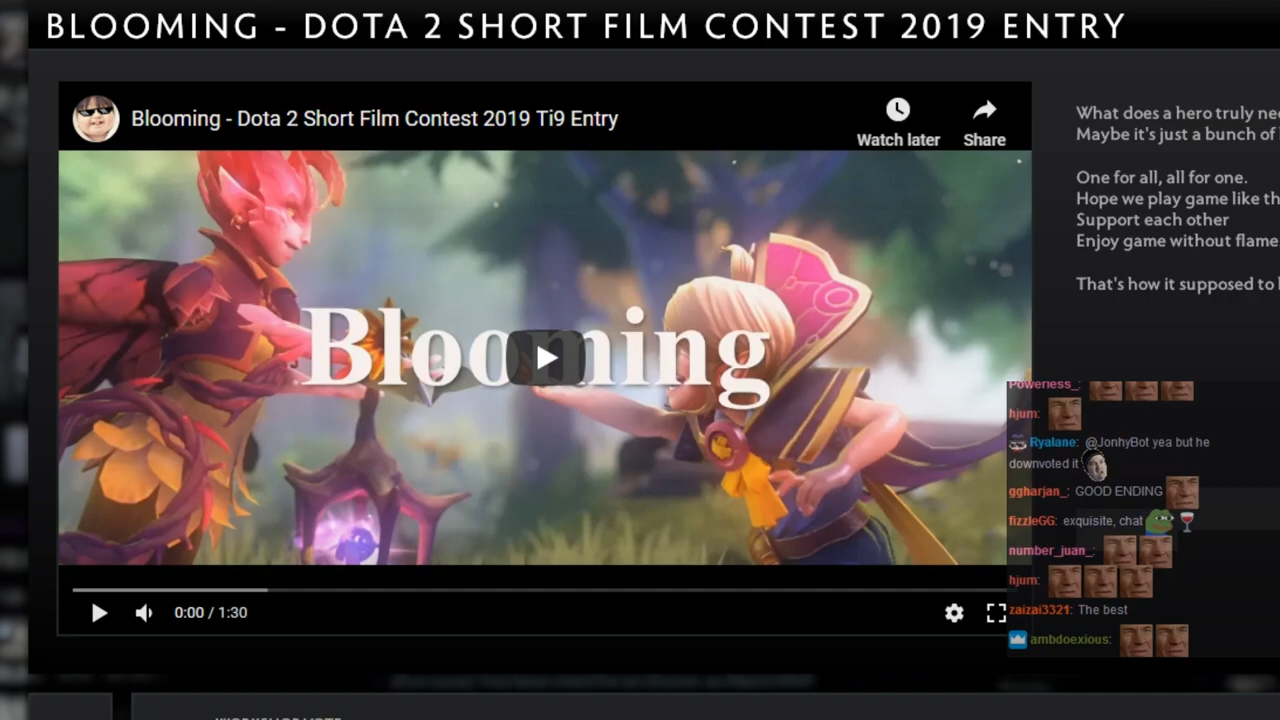 BLOOMING - DOTA 2 SHORT FILM CONTEST 2019 ENTRY
Blooming - Dota 2 Short Film Contest 2019 Ti9 Entry
Watch later
Share
Blooming
0:00 / 1:30
What does a hero truly
Maybe it's just a bunch of
One for all, all for one.
Hope we play game like
Support each other
Enjoy game without flame
That's how it supposed to
Powerless_:
hjum:
Ryalane: @JonhyBot yea but he
downvoted it
ggharjan_: GOOD ENDING
fizzleGG: exquisite, chat
number_juan_:
hjum:
zaizai3321: The best
ambdoexious: